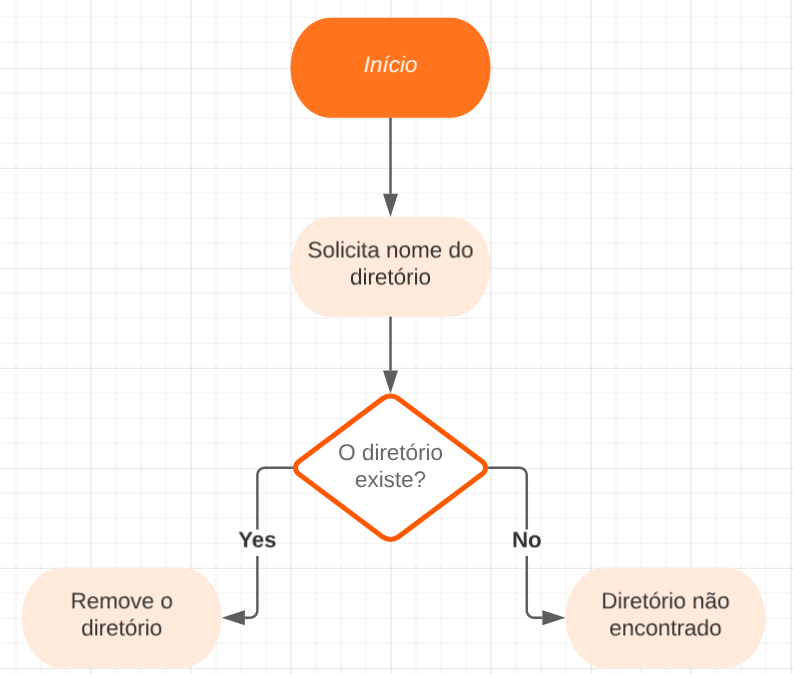 Início
Solicita nome do
diretório
O diretório
existe?
Yes
No
Remove o
diretório
Diretório não
encontrado